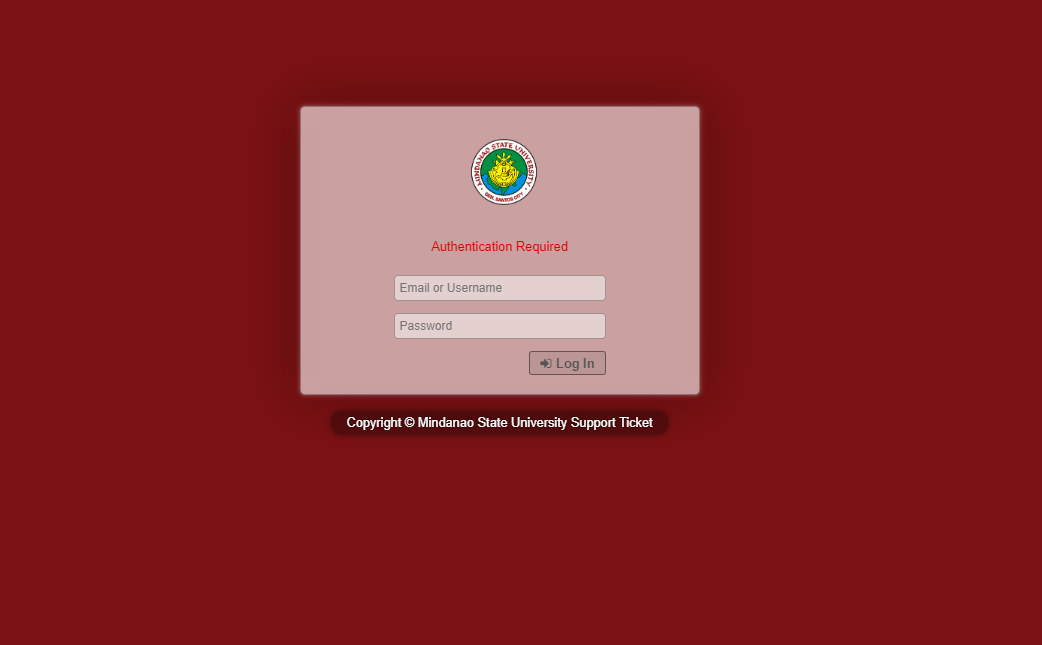 MINDANAO STATE UNIVERSITY
GEN. SANTOS CITY
Authentication Required
Email or Username
Password
Log In
Copyright © Mindanao State University Support Ticket